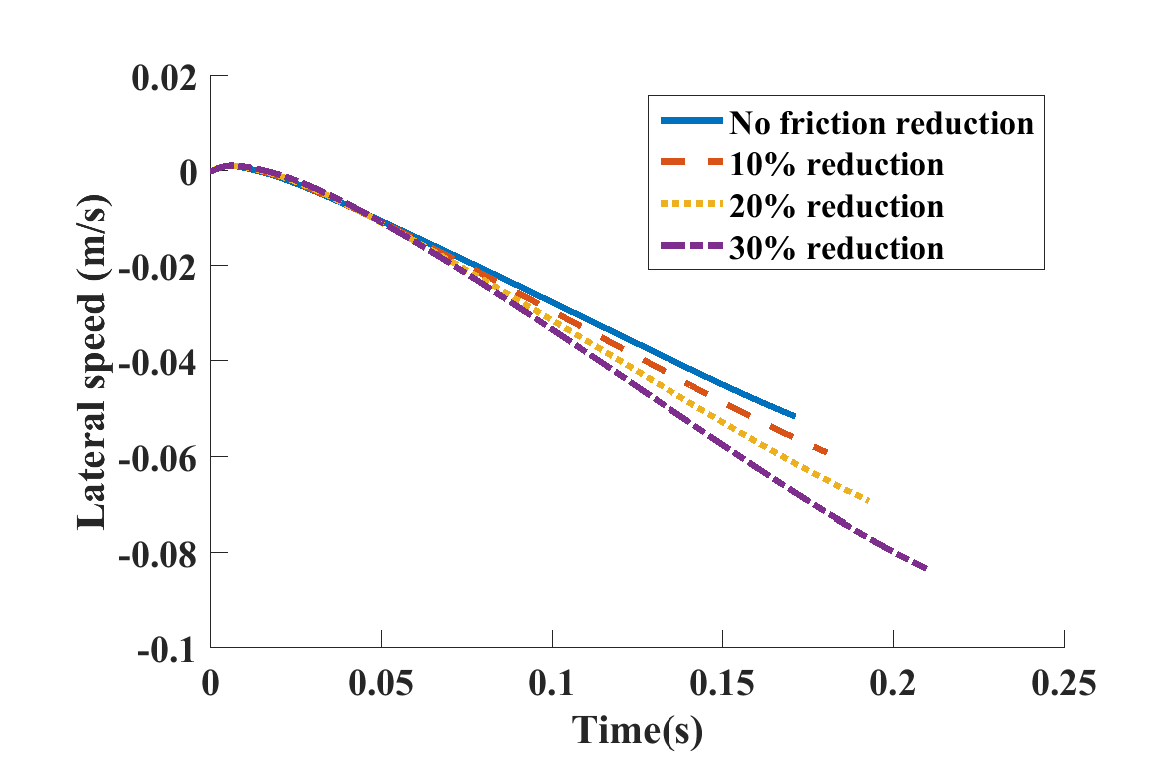 0.02
0
-0.02
-0.04
-0.06
-0.08
-0.1
Lateral speed (m/s)
No friction reduction
10% reduction
20% reduction
30% reduction
0 0.05 0.1 0.15 0.2 0.25
Time(s)